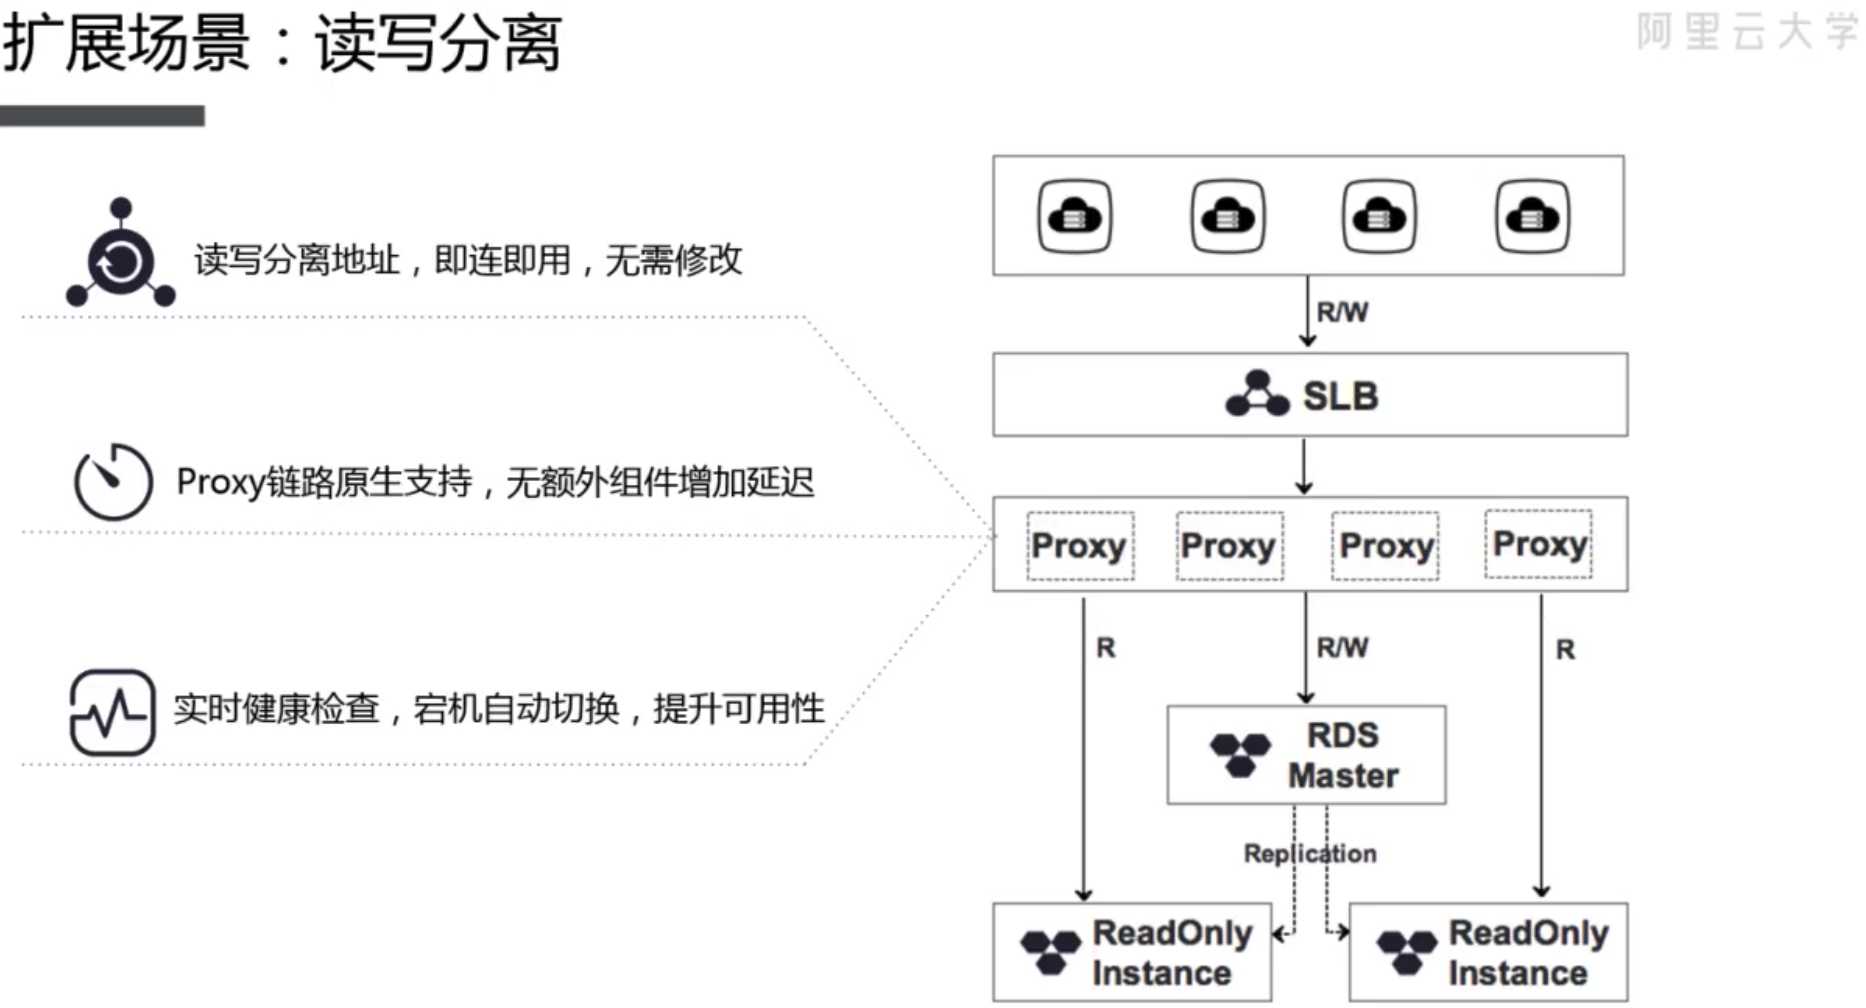 扩展场景：读写分离
阿里云大学
读写分离地址，即连即用，无需修改
Proxy链路原生支持，无额外组件增加延迟
实时健康检查，宕机自动切换，提升可用性
R/W
SLB
Proxy
Proxy
Proxy
Proxy
R
R/W
R
RDS
Master
Replication
ReadOnly
Instance
ReadOnly
Instance